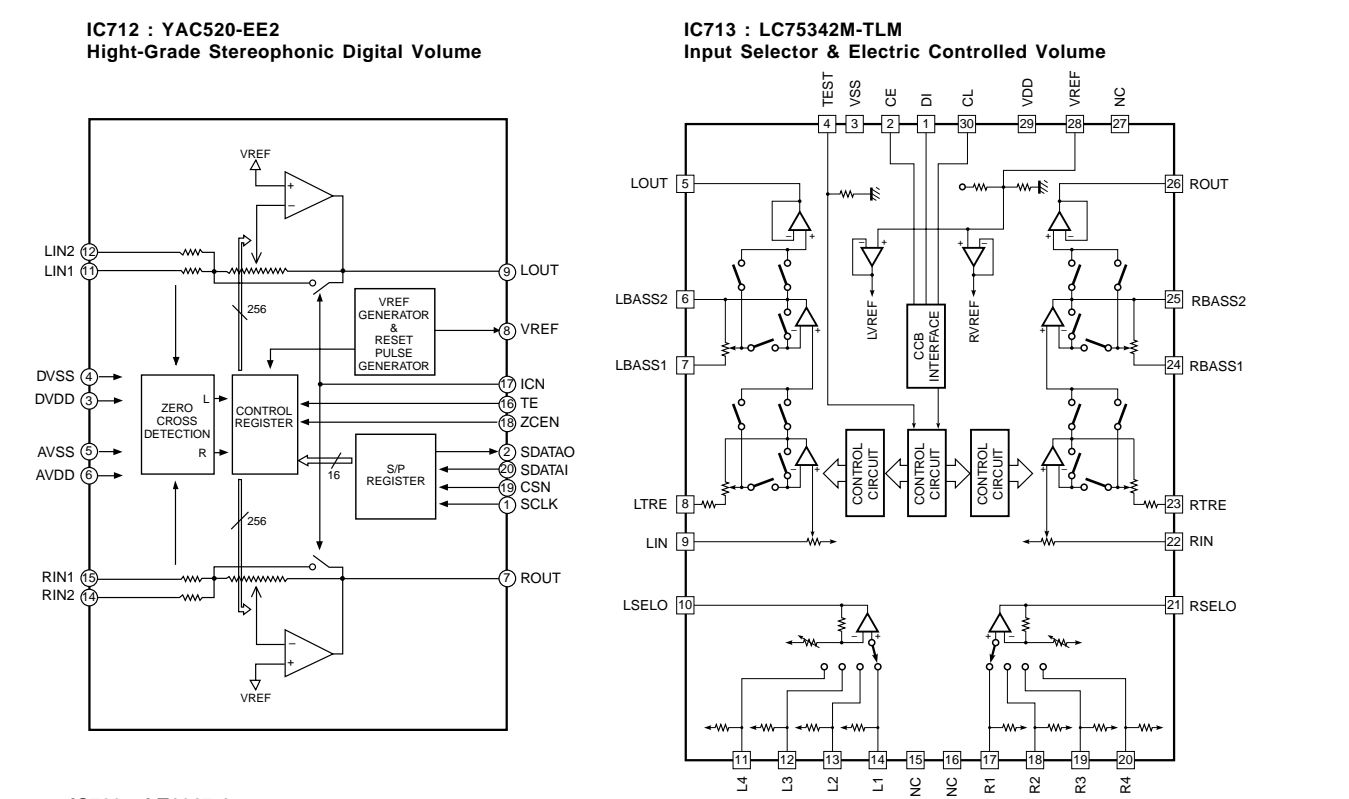 IC712 : YAC520-EE2
Hight-Grade Stereophonic Digital Volume
VREF
+
−
LIN2 12
LIN1 11
9 LOUT
256
VREF
GENERATOR
&
RESET
PULSE
GENERATOR
8 VREF
DVSS 4
DVDD 3
AVSS 5
AVDD 6
ZERO
CROSS
DETECTION
L
R
CONTROL
REGISTER
17 ICN
16 TE
18 ZCEN
16
S/P
REGISTER
2 SDATAO
20 SDATAI
19 CSN
1 SCLK
256
RIN1 15
RIN2 14
7 ROUT
−
+
VREF
IC713 : LC75342M-TLM
Input Selector & Electric Controlled Volume
TEST VSS CE DI CL VDD VREF NC
4 3 2 1 30 29 28 27
LOUT 5
26 ROUT
− +
+ −
− +
+ −
LBASS2 6
25 RBASS2
LVREF
RVREF
CCB
INTERFACE
− +
+ −
LBASS1 7
24 RBASS1
CONTROL
CIRCUIT
CONTROL
CIRCUIT
CONTROL
CIRCUIT
− +
+ −
LTRE 8
23 RTRE
LIN 9
22 RIN
LSELO 10
21 RSELO
− +
+ −
11 12 13 14 15 16 17 18 19 20
L4 L3 L2 L1 NC NC R1 R2 R3 R4